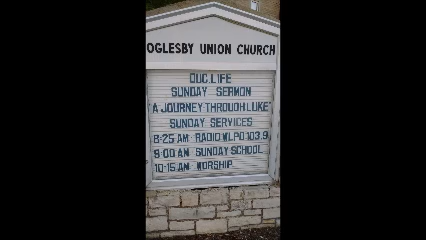 OGLESBY UNION CHURCH
OUC.LIFE
SUNDAY SERMON
"A JOURNEY THROUGH LUKE"
SUNDAY SERVICES
8:25 AM RADIO WLPO 103.9
9:00 AM SUNDAY SCHOOL
10:15 AM WORSHIP